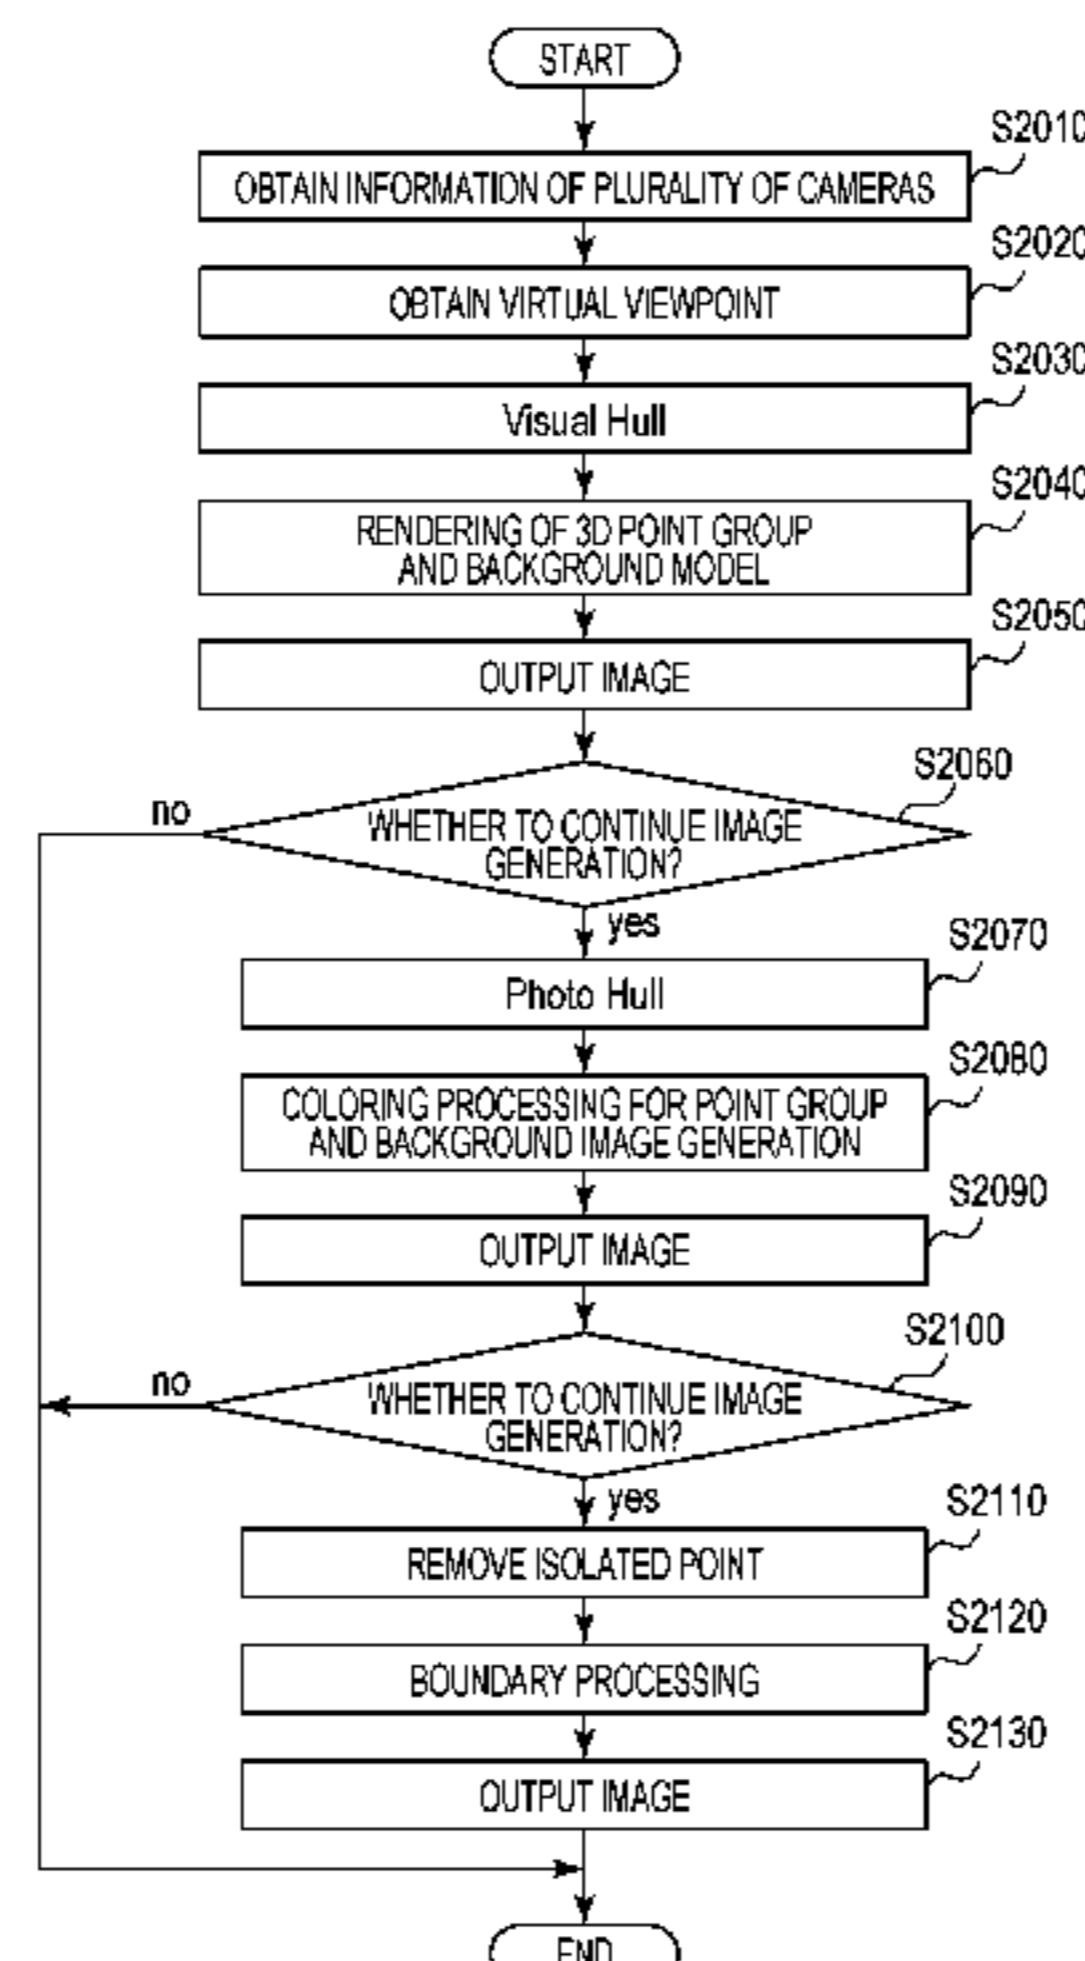 START
S2010
OBTAIN INFORMATION OF PLURALITY OF CAMERAS
S2020
OBTAIN VIRTUAL VIEWPOINT
S2030
Visual Hull
S2040
RENDERING OF 3D POINT GROUP
AND BACKGROUND MODEL
S2050
OUTPUT IMAGE
S2060
no
WHETHER TO CONTINUE IMAGE
GENERATION?
yes
S2070
Photo Hull
S2080
COLORING PROCESSING FOR POINT GROUP
AND BACKGROUND IMAGE GENERATION
S2090
OUTPUT IMAGE
S2100
no
WHETHER TO CONTINUE IMAGE
GENERATION?
yes
S2110
REMOVE ISOLATED POINT
S2120
BOUNDARY PROCESSING
S2130
OUTPUT IMAGE
END